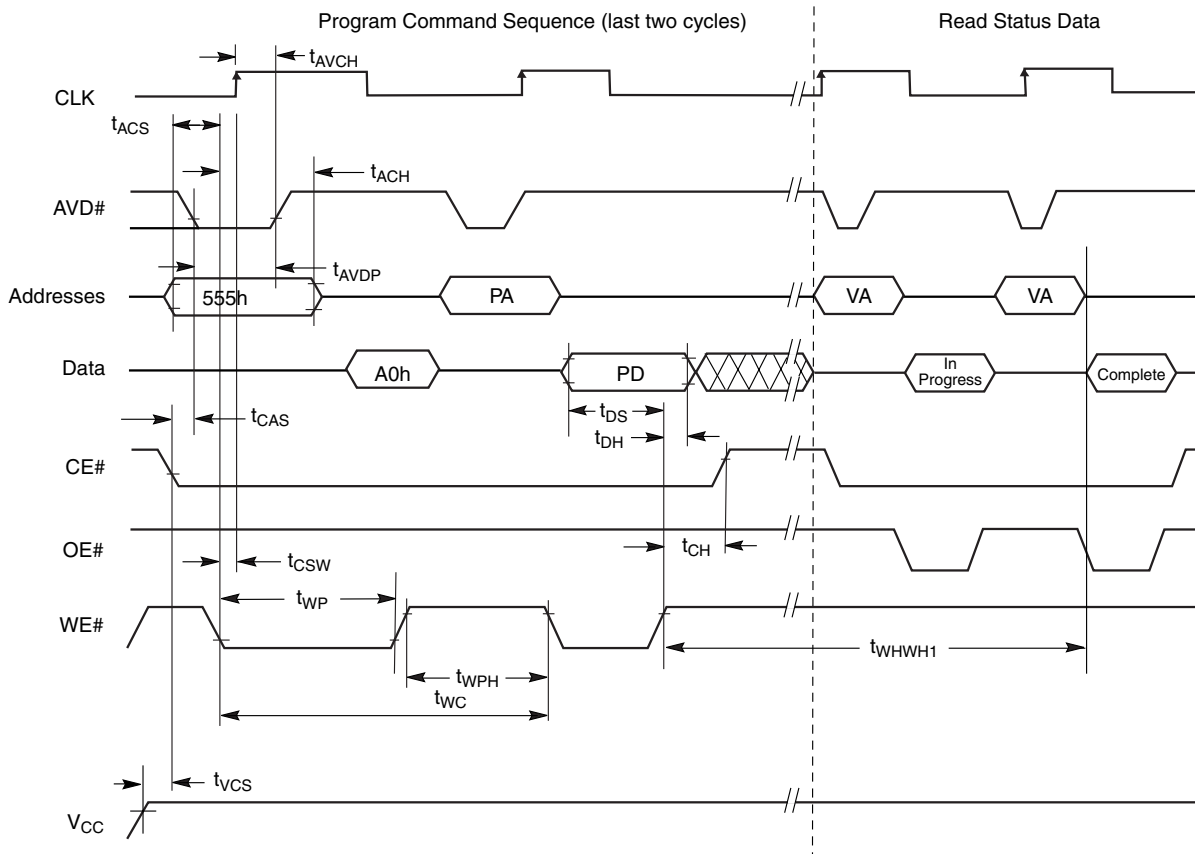 Program Command Sequence (last two cycles)
Read Status Data
tAVCH
CLK
tACS
tACH
AVD#
tAVDP
Addresses
555h
PA
VA
VA
Data
A0h
PD
In
Progress
Complete
tCAS
tDS
tDH
CE#
OE#
tCH
tCSW
tWP
WE#
tWHWH1
tWPH
tWC
tVCS
VCC